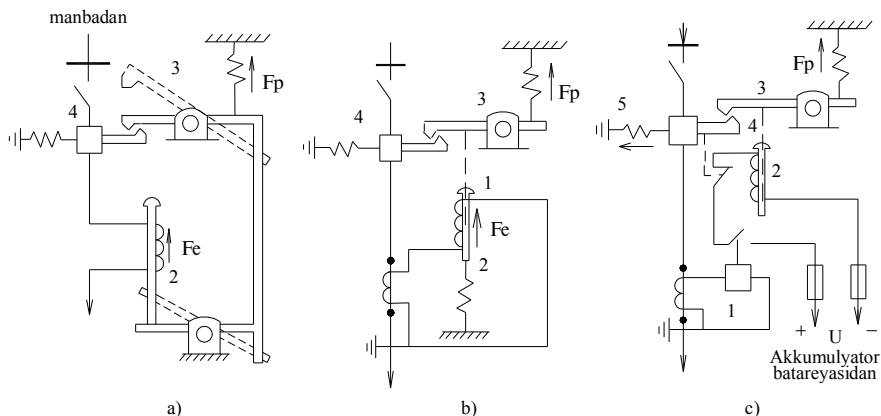 manbadan
3
Fp
4
Fe
2
a)
Fp
3
4
1
Fe
2
b)
Fp
3
5
4
2
1
+ U −
Akkumulyator
batareyasidan
c)